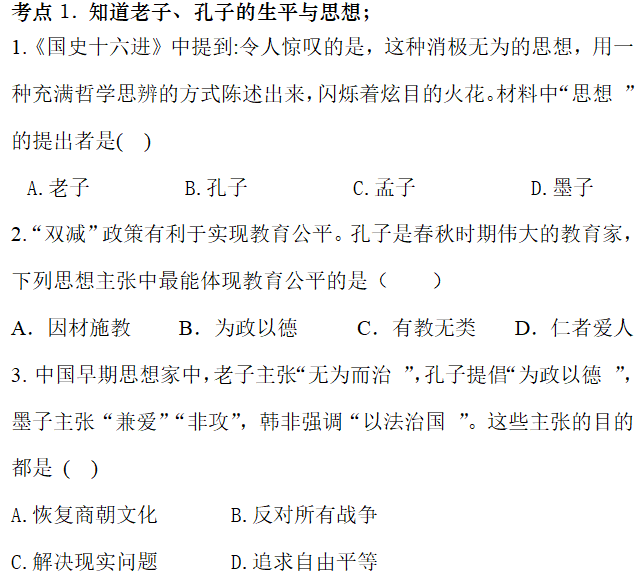 考点 1．知道老子、孔子的生平与思想；
1.《国史十六进》中提到:令人惊叹的是，这种消极无为的思想，用一
种充满哲学思辨的方式陈述出来,闪烁着炫目的火花。材料中“思想 ”
的提出者是(  )
A.老子 B.孔子 C.孟子 D.墨子
2.“双减”政策有利于实现教育公平。孔子是春秋时期伟大的教育家，
下列思想主张中最能体现教育公平的是（  ）
A．因材施教 B．为政以德 C．有教无类 D．仁者爱人
3. 中国早期思想家中,老子主张“无为而治 ”,孔子提倡“为政以德 ”,
墨子主张“兼爱”“非攻”，韩非强调“以法治国 ”。这些主张的目的
都是 (  )
A.恢复商朝文化 B.反对所有战争
C.解决现实问题 D.追求自由平等